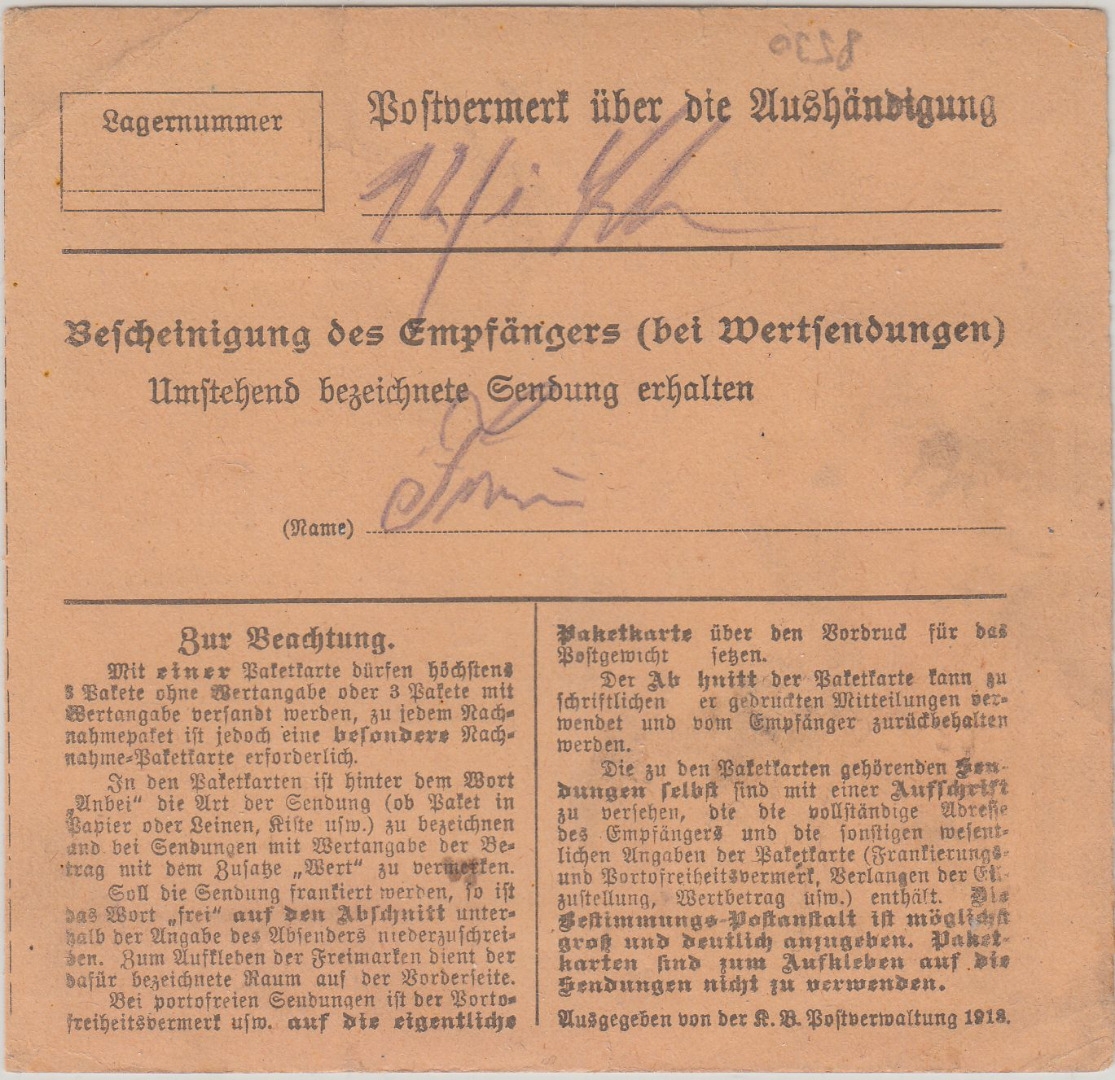 Lagernummer
Postvermerk über die Aushändigung
12/1
Bescheinigung des Empfängers (bei Wertsendungen)
Umstehend bezeichnete Sendung erhalten
(Name)
Zur Beachtung.
Mit einer Paketkarte dürfen höchstens
3 Pakete ohne Wertangabe oder 3 Pakete mit
Wertangabe versandt werden, zu jedem Nach-
nahmepaket ist jedoch eine besondere Nach-
nahme-Paketkarte erforderlich.
In den Paketkarten ist hinter dem Wort
„Anbei“ die Art der Sendung (ob Paket in
Papier oder Leinen, Kiste usw.) zu bezeichnen
und bei Sendungen mit Wertangabe der Be-
trag mit dem Zusatze „Wert“ zu vermerken.
Soll die Sendung frankiert werden, so ist
das Wort „frei“ auf den Abschnitt unter-
halb der Angabe des Absenders niederzuschrei-
ben. Zum Aufkleben der Freimarken dient der
dafür bezeichnete Raum auf der Vorderseite.
Bei portofreien Sendungen ist der Porto-
freiheitsvermerk usw. auf die eigentliche
Paketkarte über den Vordruck für das
Postgewicht setzen.
Der Ab hnitt der Paketkarte kann zu
schriftlichen er gedruckten Mitteilungen ver-
wendet und vom Empfänger zurückbehalten
werden.
Die zu den Paketkarten gehörenden Sen-
dungen selbst sind mit einer Aufschrift
zu versehen, die die vollständige Adresse
des Empfängers und die sonstigen wesent-
lichen Angaben der Paketkarte (Frankierungs-
und Portofreiheitsvermerk, Verlangen der Eil-
zustellung, Wertbetrag usw.) enthält. Die
Bestimmungs-Postanstalt ist möglichst
groß und deutlich anzugeben. Paket-
karten sind zum Aufkleben auf die
Sendungen nicht zu verwenden.
Ausgegeben von der K. B. Postverwaltung 1918.